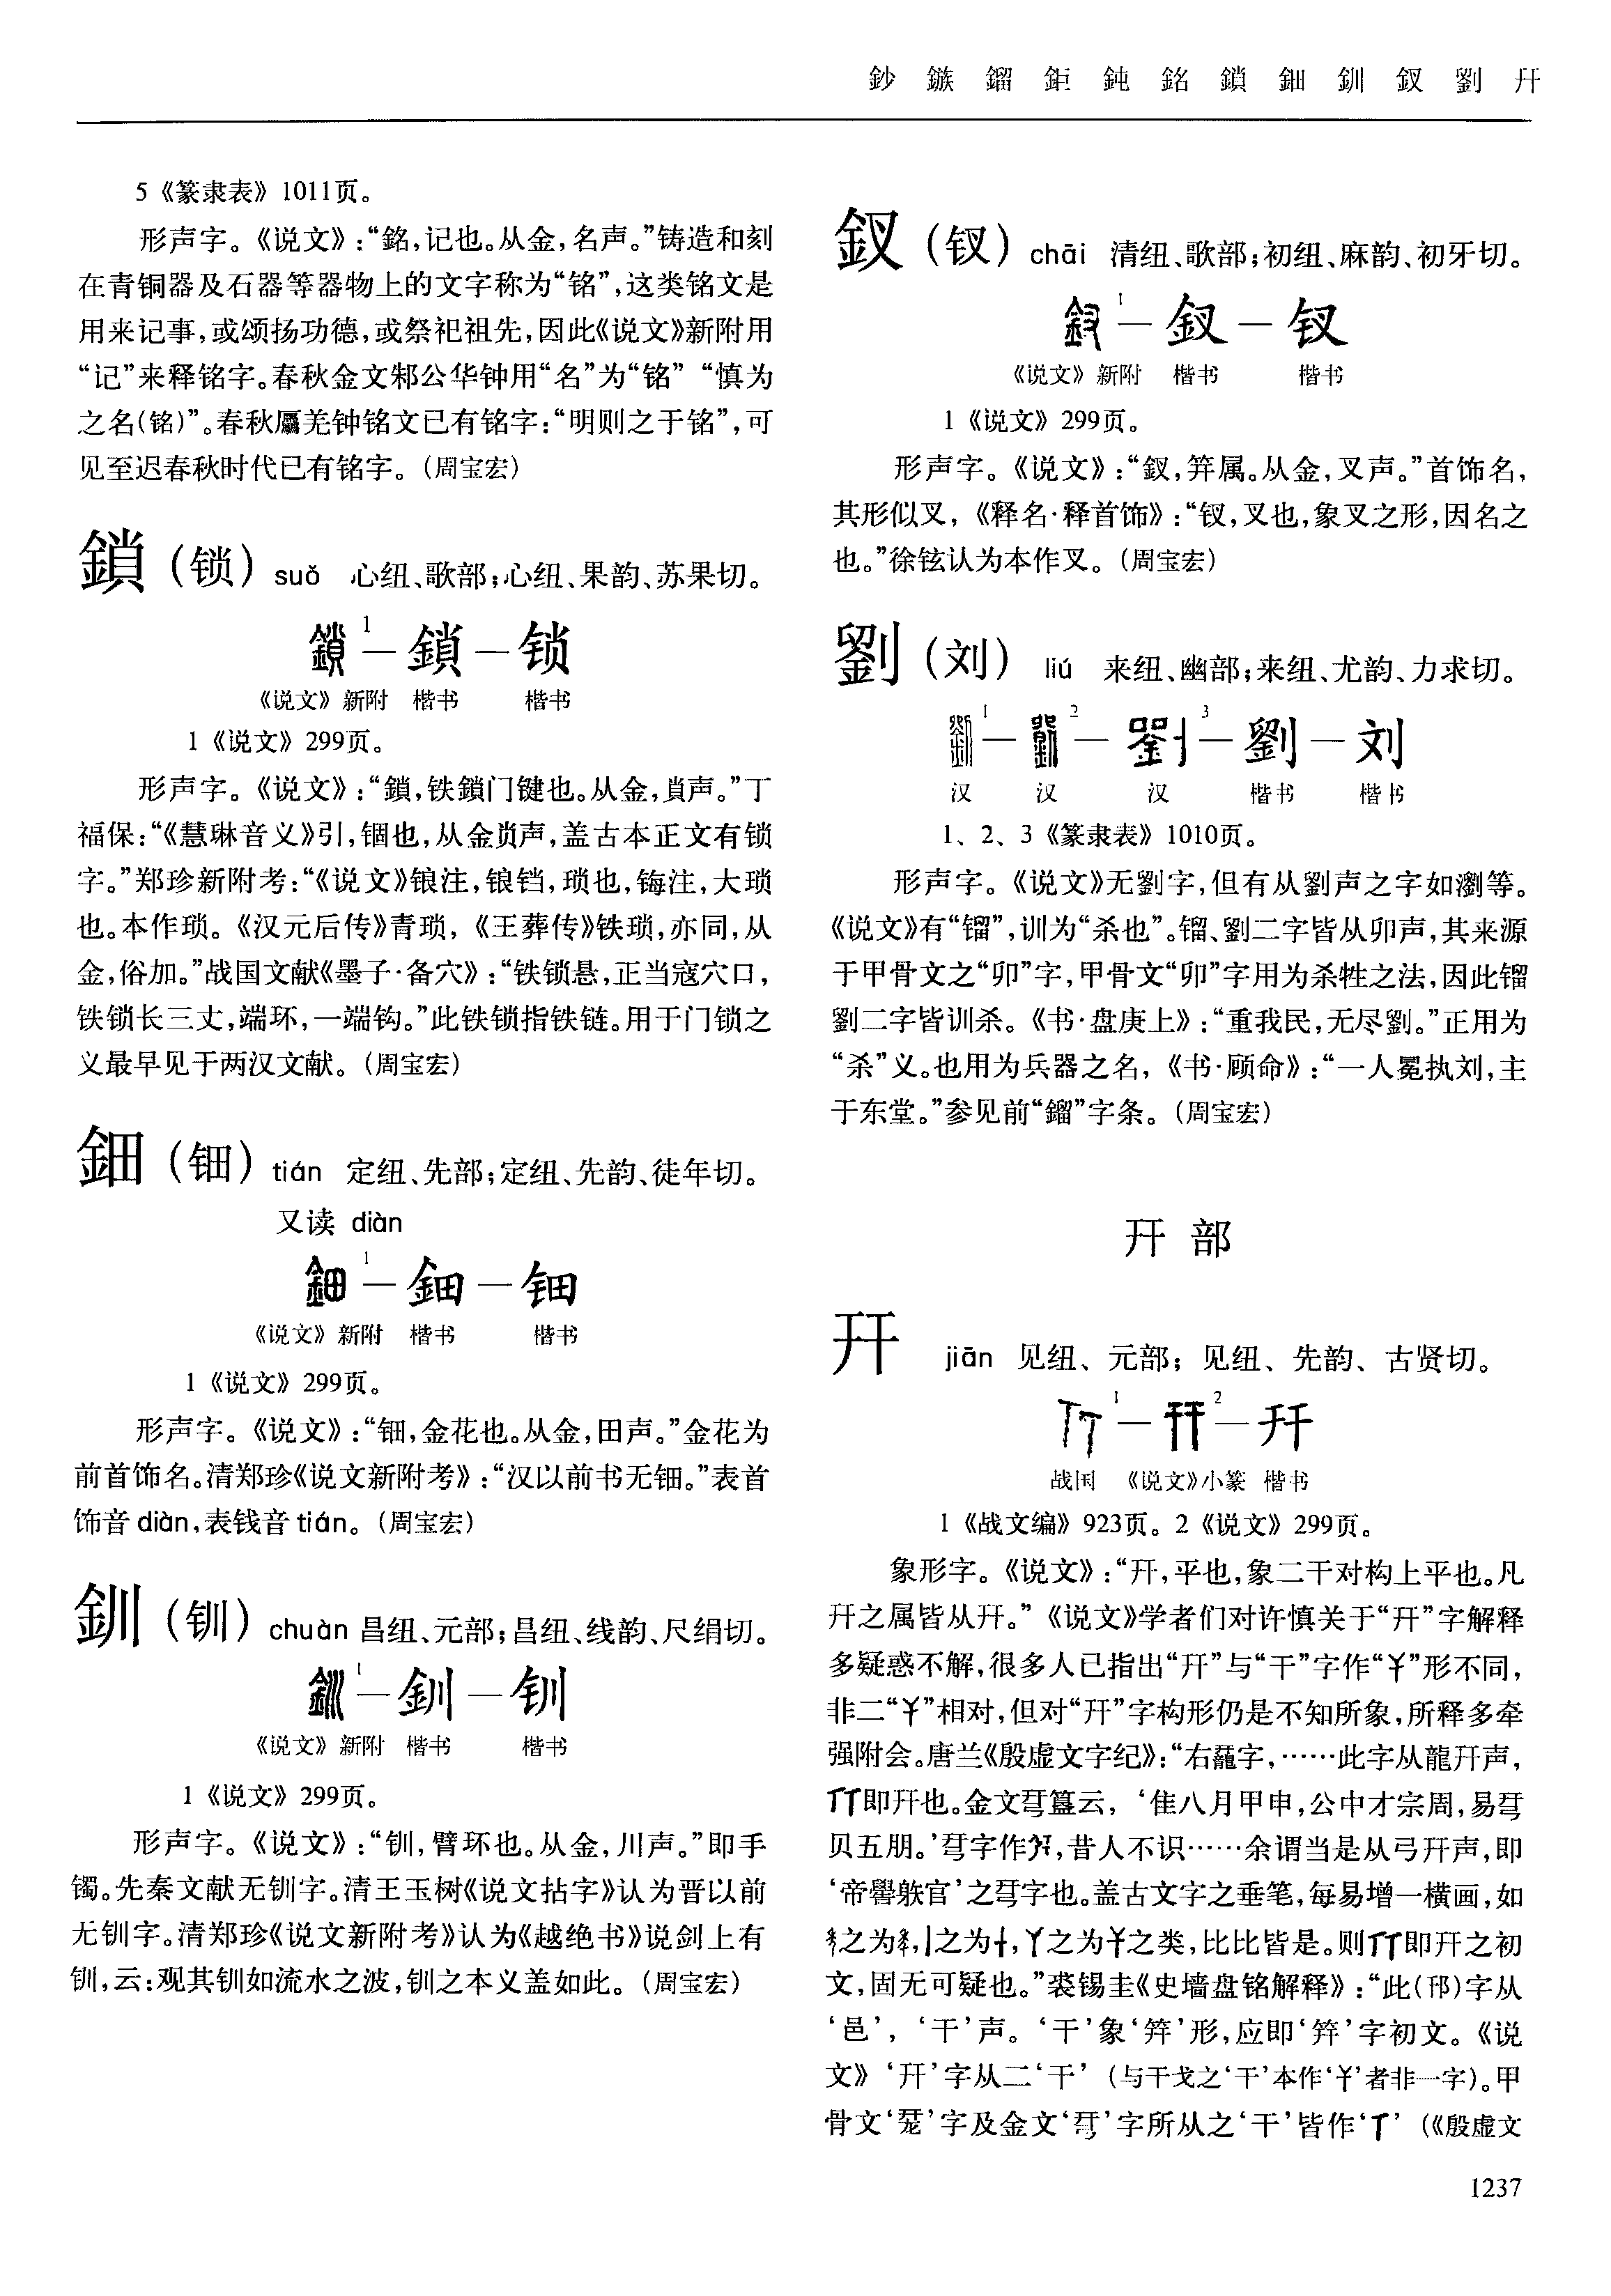 鈔 鏃 鎦 鉅 鈍 銘 鎖 鈿 釧 釵 劉 幵
5《篆隶表》1011页。
形声字。《说文》:“銘,记也。从金,名声。”铸造和刻
在青铜器及石器等器物上的文字称为“铭”,这类铭文是
用来记事,或颂扬功德,或祭祀祖先,因此《说文》新附用
“记”来释铭字。春秋金文邾公华钟用“名”为“铭”“慎为
之名(铭)”。春秋羌钟铭文已有铭字:“明则之于铭”,可
见至迟春秋时代已有铭字。(周宝宏)
鎖(锁)suǒ 心纽、歌部;心纽、果韵、苏果切。
鎖1—鎖—锁
《说文》新附 楷书 楷书
1《说文》299页。
形声字。《说文》:“鎖,铁鎖门键也。从金,𧴪声。”丁
福保:“《慧琳音义》引,锢也,从金𧴪声,盖古本正文有锁
字。”郑珍新附考:“《说文》锒注,锒铛,琐也,鋂注,大琐
也。本作琐。《汉元后传》青琐,《王莽传》铁琐,亦同,从
金,俗加。”战国文献《墨子·备穴》:“铁锁悬,正当寇穴口,
铁锁长三丈,端环,一端钩。”此铁锁指铁链。用于门锁之
义最早见于两汉文献。(周宝宏)
鈿(钿)tián 定纽、先部;定纽、先韵、徒年切。
又读 diàn
鈿1—鈿—钿
《说文》新附 楷书 楷书
1《说文》299页。
形声字。《说文》:“钿,金花也。从金,田声。”金花为
前首饰名。清郑珍《说文新附考》:“汉以前书无钿。”表首
饰音 diàn,表钱音 tián。(周宝宏)
釧(钏)chuàn 昌纽、元部;昌纽、线韵、尺绢切。
釧1—釧—钏
《说文》新附 楷书 楷书
1《说文》299页。
形声字。《说文》:“钏,臂环也。从金,川声。”即手
镯。先秦文献无钏字。清王玉树《说文拈字》认为晋以前
无钏字。清郑珍《说文新附考》认为《越绝书》说剑上有
钏,云:观其钏如流水之波,钏之本义盖如此。(周宝宏)
釵(钗)chāi 清纽、歌部;初纽、麻韵、初牙切。
釵1—釵—钗
《说文》新附 楷书 楷书
1《说文》299页。
形声字。《说文》:“釵,笄属。从金,叉声。”首饰名,
其形似叉,《释名·释首饰》:“钗,叉也,象叉之形,因名之
也。”徐铉认为本作叉。(周宝宏)
劉(刘)liú 来纽、幽部;来纽、尤韵、力求切。
劉1—劉2—劉3—劉—刘
汉 汉 汉 楷书 楷书
1、2、3《篆隶表》1010页。
形声字。《说文》无劉字,但有从劉声之字如瀏等。
《说文》有“镏”,训为“杀也”。镏、劉二字皆从卯声,其来源
于甲骨文之“卯”字,甲骨文“卯”字用为杀牲之法,因此镏
劉二字皆训杀。《书·盘庚上》:“重我民,无尽劉。”正用为
“杀”义。也用为兵器之名,《书·顾命》:“一人冕执刘,主
于东堂。”参见前“鎦”字条。(周宝宏)
幵 部
幵 jiān 见纽、元部;见纽、先韵、古贤切。
幵1—幵2—幵
战国 《说文》小篆 楷书
1《战文编》923页。2《说文》299页。
象形字。《说文》:“幵,平也,象二干对构上平也。凡
幵之属皆从幵。”《说文》学者们对许慎关于“幵”字解释
多疑惑不解,很多人已指出“幵”与“干”字作“”形不同,
非二“”相对,但对“幵”字构形仍是不知所象,所释多牵
强附会。唐兰《殷虚文字纪》:“右龗字,……此字从龍幵声,
即幵也。金文𢎽簋云,‘隹八月甲申,公中才宗周,易𢎽
贝五朋。’𢎽字作,昔人不识……余谓当是从弓幵声,即
‘帝嚳躲官’之𢎽字也。盖古文字之垂笔,每易增一横画,如
之为,之为,之为之类,比比皆是。则即幵之初
文,固无可疑也。”裘锡圭《史墙盘铭解释》:“此(邗)字从
‘邑’,‘干’声。‘干’象‘笄’形,应即‘笄’字初文。《说
文》‘幵’字从二‘干’(与干戈之‘干’本作‘’者非一字)。甲
骨文‘’字及金文‘𢎽’字所从之‘干’皆作‘’(《殷虚文
1237